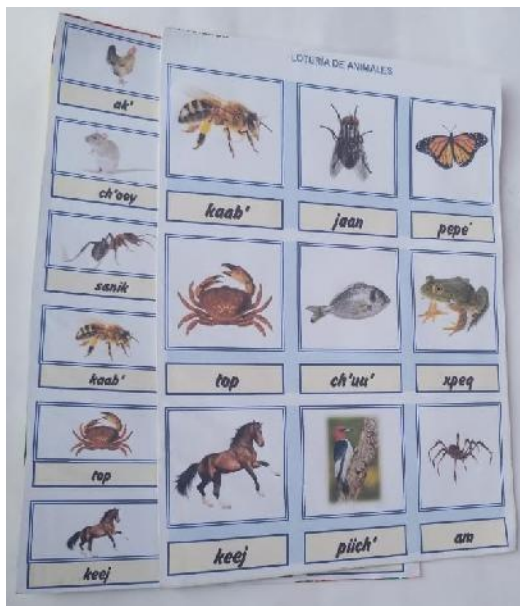 LOTERÍA DE ANIMALES
kaab'
jaan
pepe'
top
ch'uu'
xpeq
keej
piich'
am
ak'
ch'ooy
sanik
kaab'
top
keej